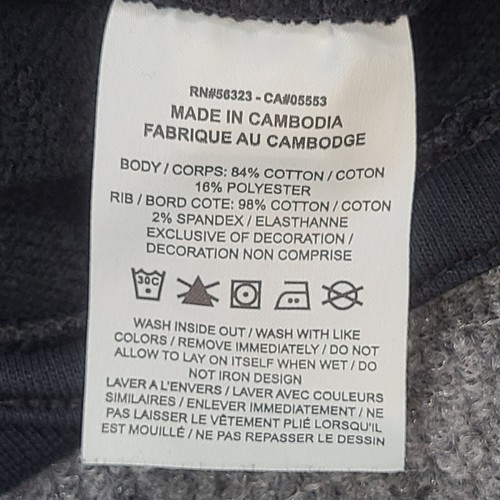 RN#56323 - CA#05553
MADE IN CAMBODIA
FABRIQUE AU CAMBODGE
BODY / CORPS: 84% COTTON / COTON
16% POLYESTER
RIB / BORD COTE: 98% COTTON / COTON
2% SPANDEX / ELASTHANNE
EXCLUSIVE OF DECORATION /
DECORATION NON COMPRISE
30C
WASH INSIDE OUT / WASH WITH LIKE
COLORS / REMOVE IMMEDIATELY / DO NOT
ALLOW TO LAY ON ITSELF WHEN WET / DO
NOT IRON DESIGN
LAVER A L'ENVERS / LAVER AVEC COULEURS
SIMILAIRES / ENLEVER IMMEDIATEMENT / NE
PAS LAISSER LE VÊTEMENT PLIÉ LORSQU'IL
EST MOUILLÉ / NE PAS REPASSER LE DESSIN